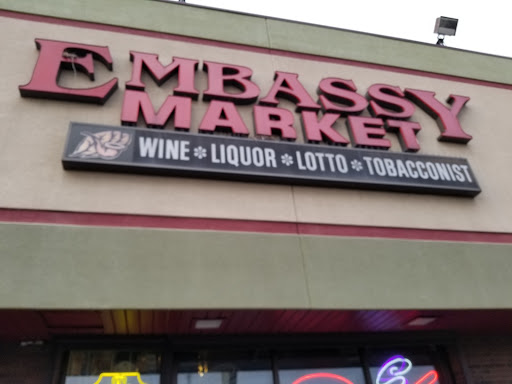 EMBASSY
MARKET
WINE * LIQUOR * LOTTO * TOBACCONIST